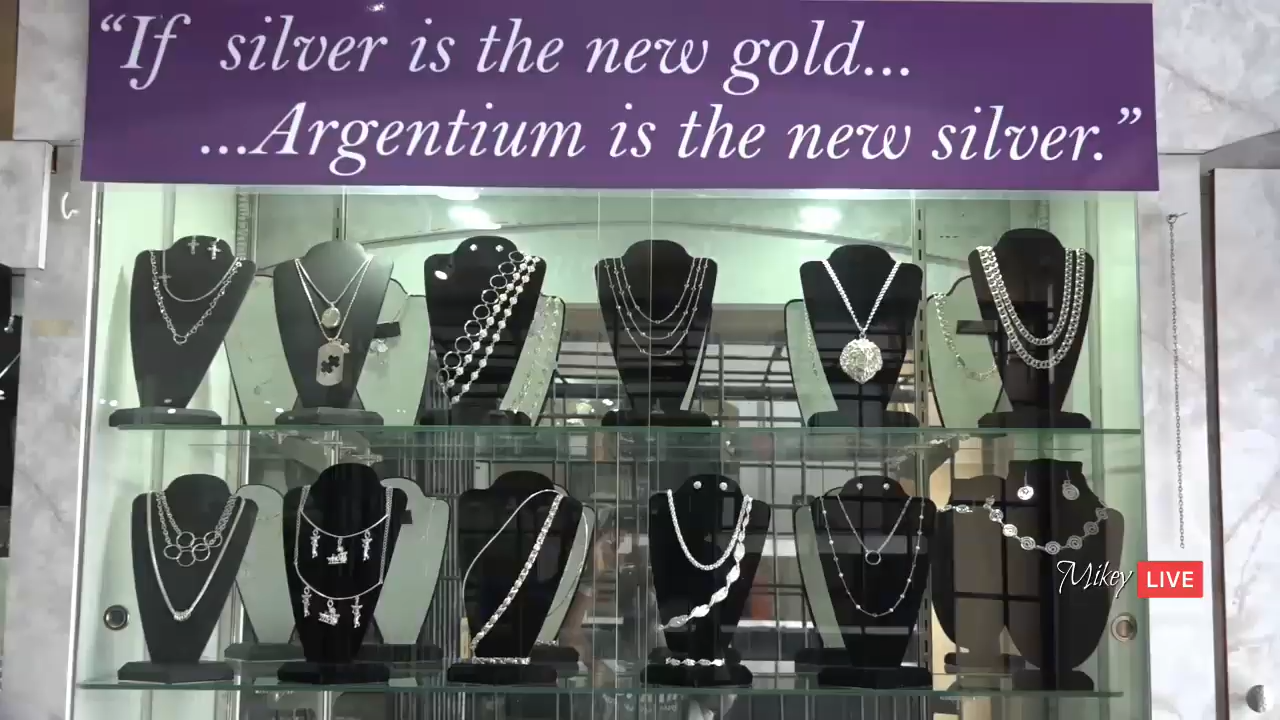 “If silver is the new gold...
...Argentium is the new silver.”
Mikey LIVE